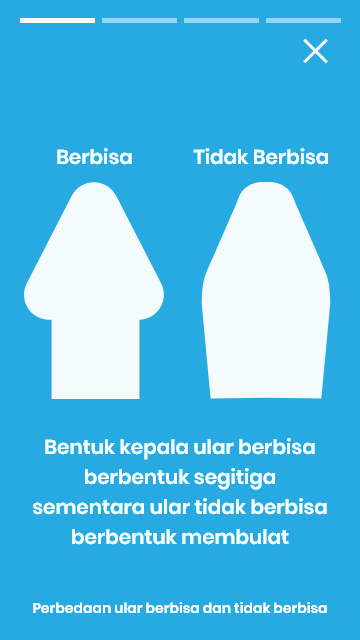 Berbisa
Tidak Berbisa
Bentuk kepala ular berbisa
berbentuk segitiga
sementara ular tidak berbisa
berbentuk membulat
Perbedaan ular berbisa dan tidak berbisa